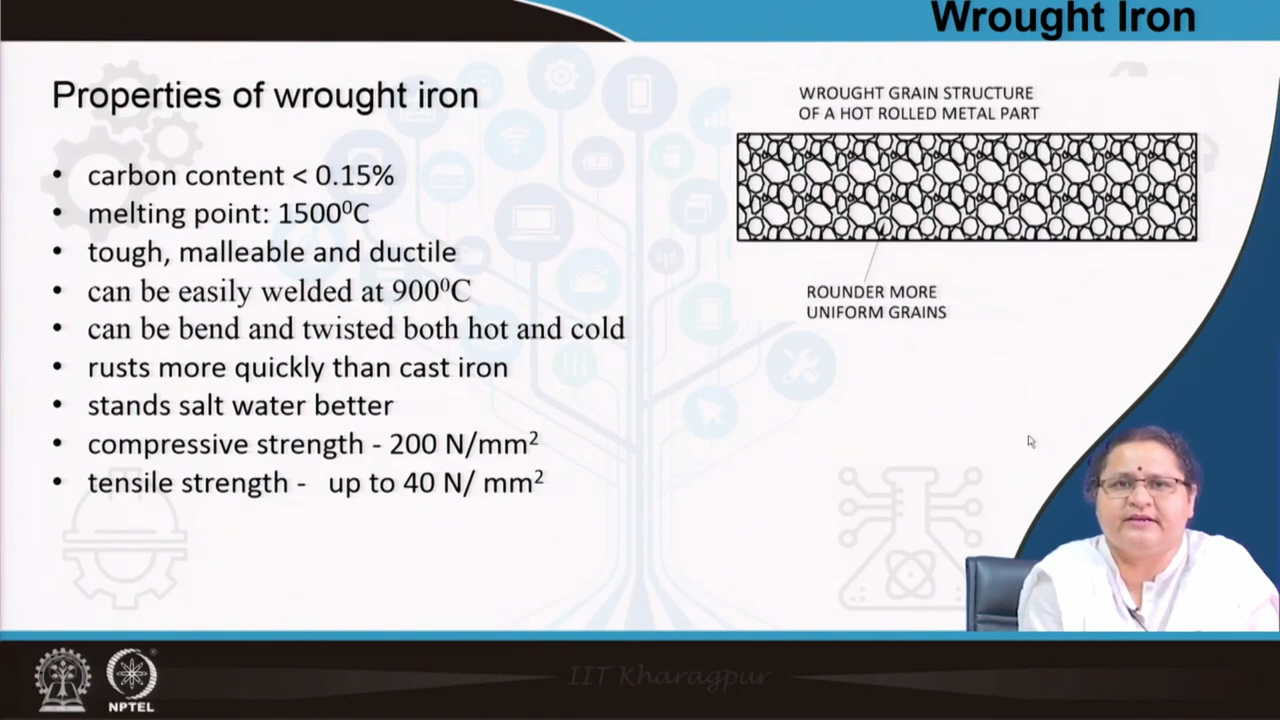 Wrought Iron
Properties of wrought iron
• carbon content < 0.15%
• melting point: 1500⁰C
• tough, malleable and ductile
• can be easily welded at 900⁰C
• can be bend and twisted both hot and cold
• rusts more quickly than cast iron
• stands salt water better
• compressive strength - 200 N/mm²
• tensile strength - up to 40 N/ mm²
WROUGHT GRAIN STRUCTURE
OF A HOT ROLLED METAL PART
ROUNDER MORE
UNIFORM GRAINS
NPTEL
IIT Kharagpur